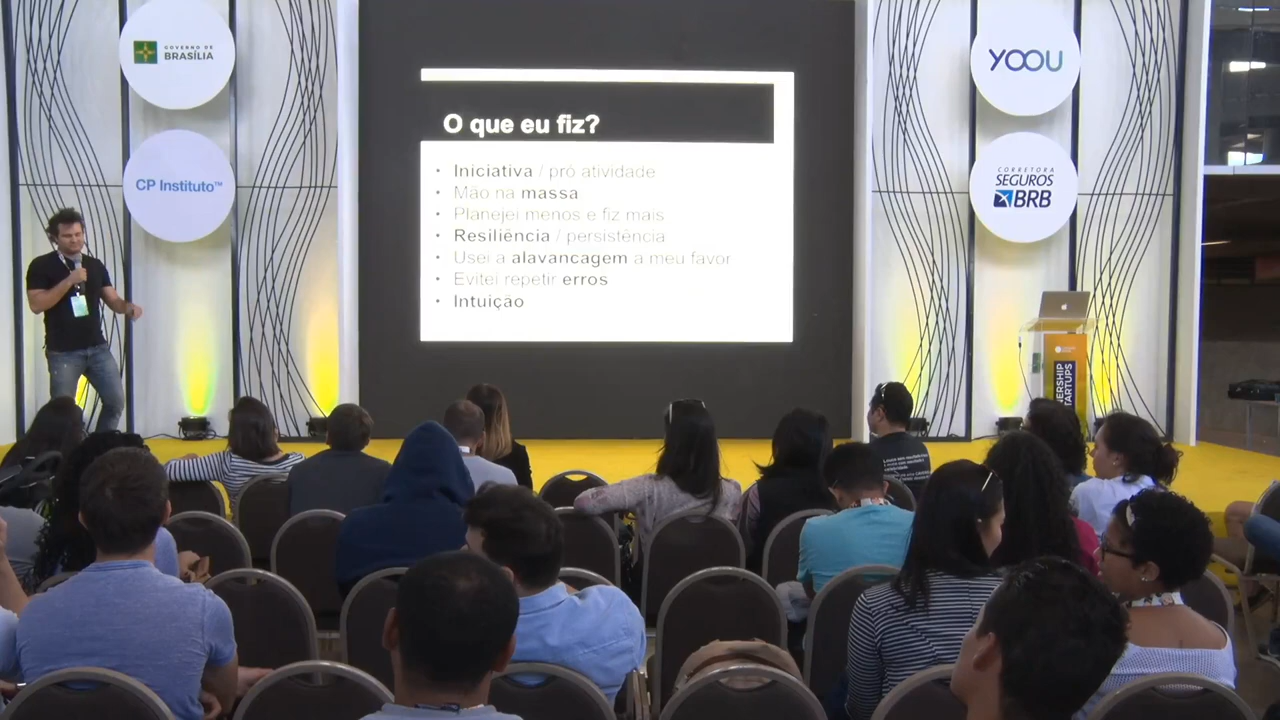 GOVERNO DE
BRASÍLIA
CP Instituto™
O que eu fiz?
• Iniciativa / pró atividade
• Mão na massa
• Planejei menos e fiz mais
• Resiliência / persistência
• Usei a alavancagem a meu favor
• Evitei repetir erros
• Intuição
YOOU
CORRETORA
SEGUROS
BRB